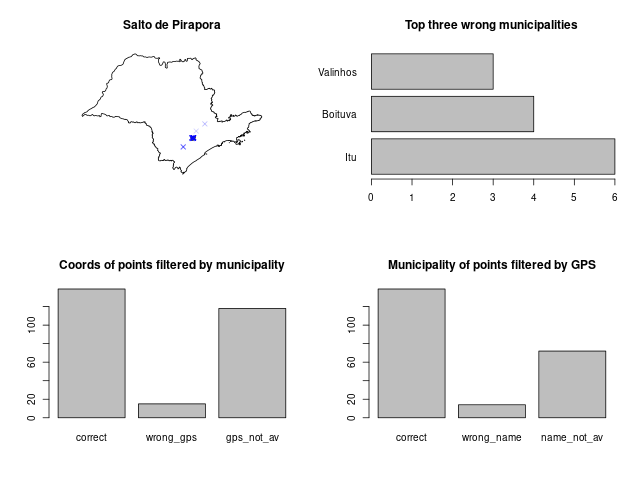 Salto de Pirapora
Top three wrong municipalities
Valinhos
Boituva
Itu
0 1 2 3 4 5 6
Coords of points filtered by municipality
100
60
20
0
correct wrong_gps gps_not_av
Municipality of points filtered by GPS
100
60
20
0
correct wrong_name name_not_av